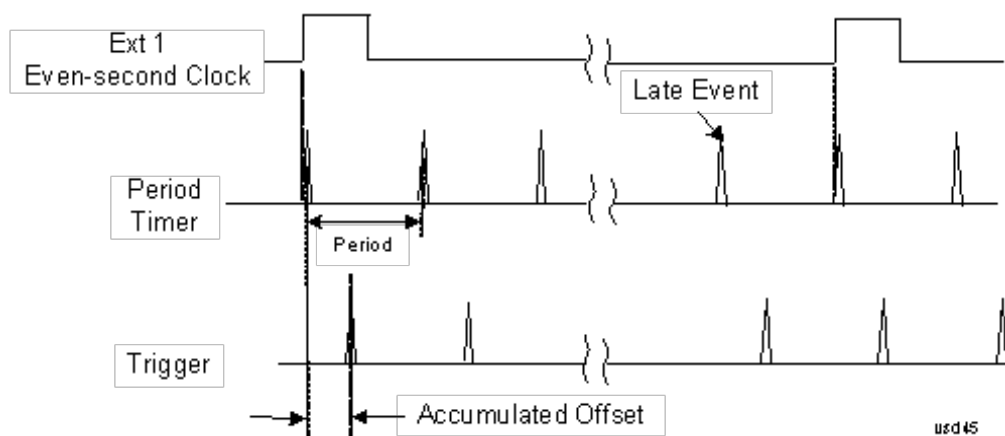 Ext 1
Even-second Clock
Late Event
Period
Timer
Period
Trigger
Accumulated Offset
usd45